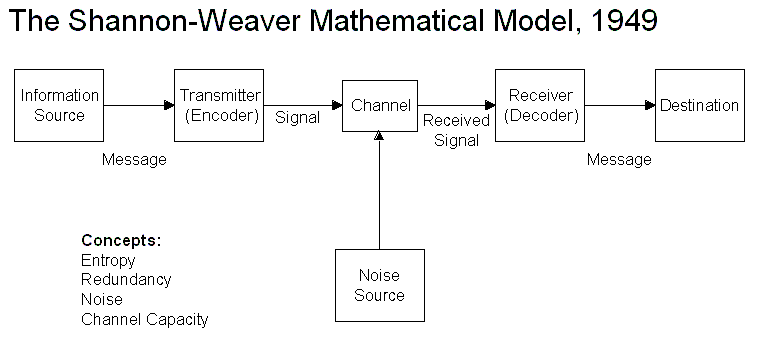 The Shannon-Weaver Mathematical Model, 1949
Information
Source
Transmitter
(Encoder)
Channel
Receiver
(Decoder)
Destination
Signal
Received
Signal
Message
Message
Concepts:
Entropy
Redundancy
Noise
Channel Capacity
Noise
Source